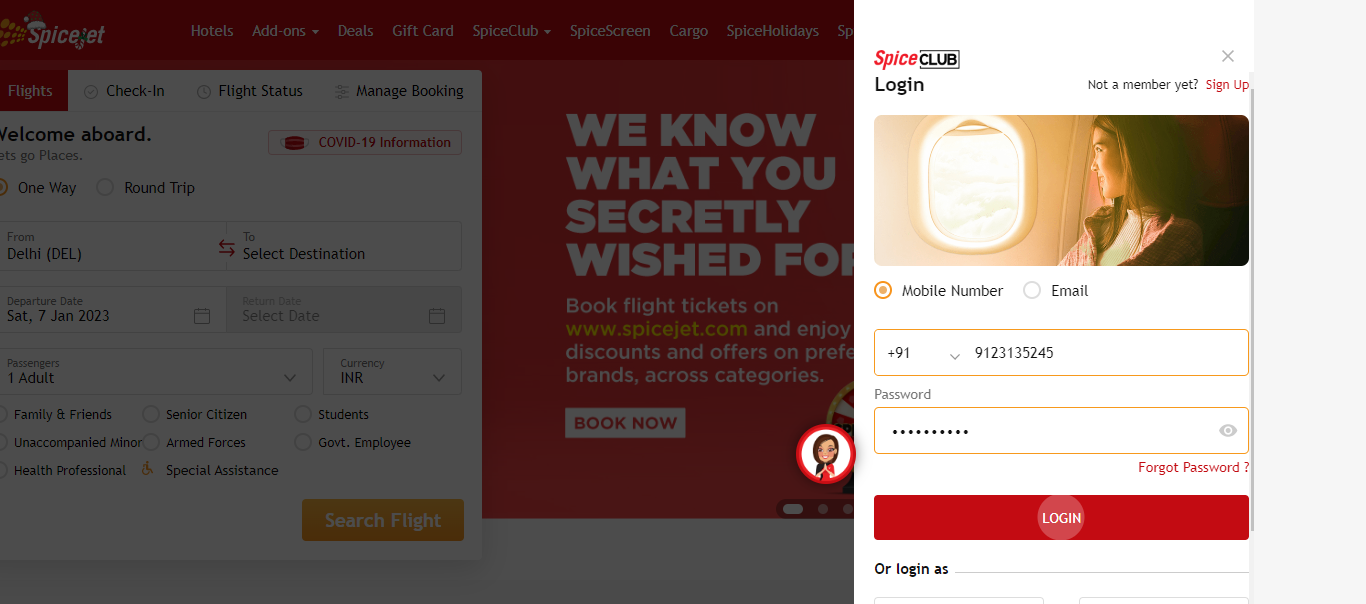 Spicejet
Hotels Add-ons Deals Gift Card SpiceClub SpiceScreen Cargo SpiceHolidays Sp
Flights Check-In Flight Status Manage Booking
Welcome aboard.
ets go Places.
COVID-19 Information
One Way Round Trip
From
Delhi (DEL)
To
Select Destination
Departure Date
Sat, 7 Jan 2023
Return Date
Select Date
Passengers
1 Adult
Currency
INR
Family & Friends Senior Citizen Students
Unaccompanied Minor Armed Forces Govt. Employee
Health Professional Special Assistance
Search Flight
WE KNOW
WHAT YOU
SECRETLY
WISHED FOR
Book flight tickets on
www.spicejet.com and enjoy
discounts and offers on prefe
brands, across categories.
BOOK NOW
SpiceCLUB
Login
Not a member yet? Sign Up
Mobile Number Email
+91 9123135245
Password
••••••••••
Forgot Password ?
LOGIN
Or login as